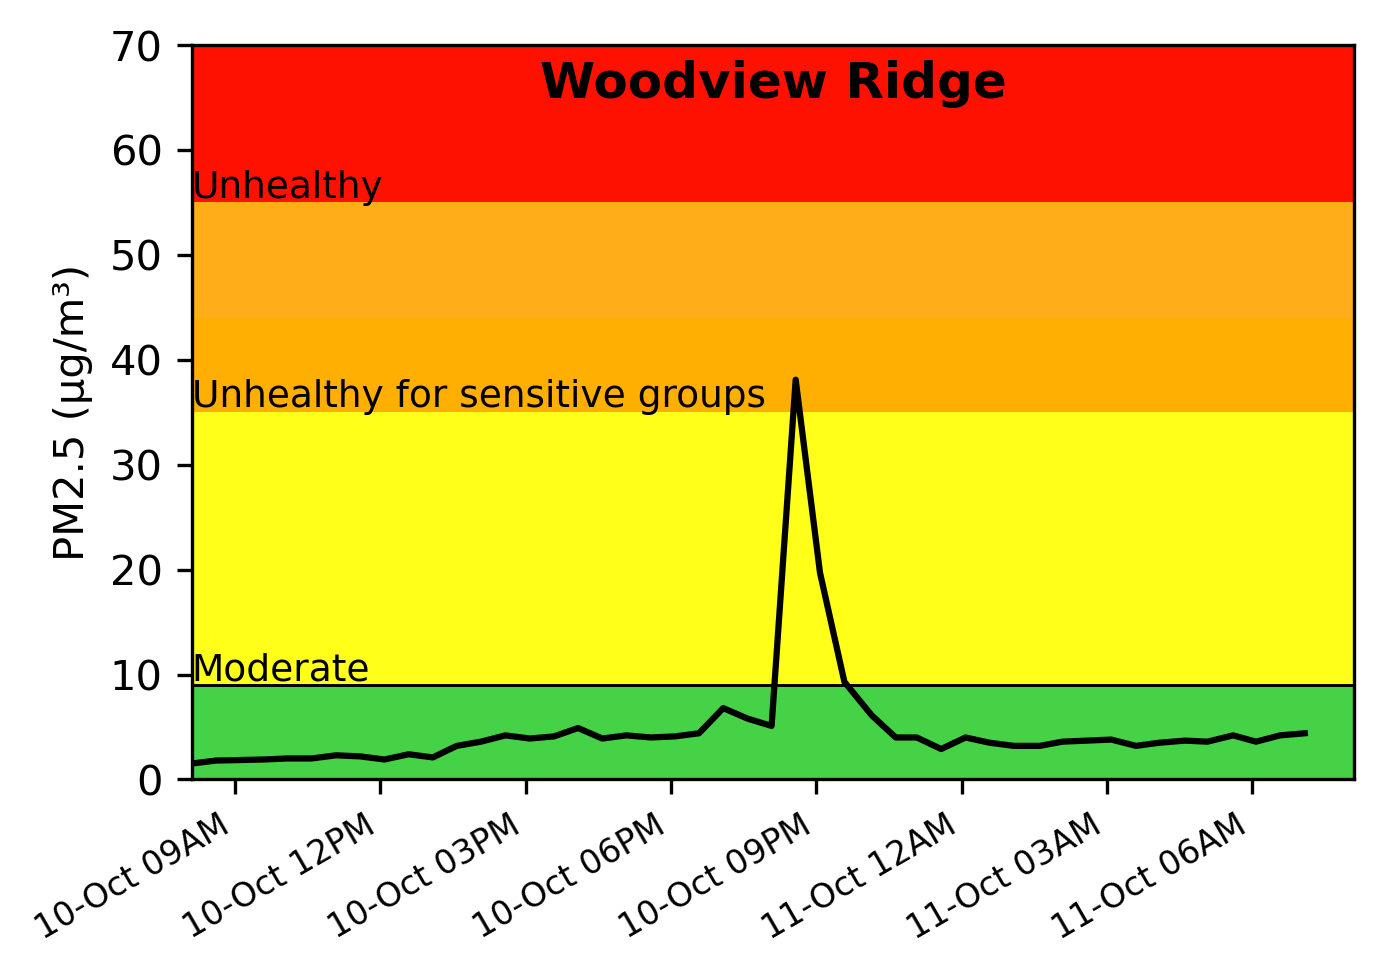 Woodview Ridge
PM2.5 (µg/m³)
70
60
Unhealthy
50
40
Unhealthy for sensitive groups
30
20
10
Moderate
0
10-Oct 09AM
10-Oct 12PM
10-Oct 03PM
10-Oct 06PM
10-Oct 09PM
11-Oct 12AM
11-Oct 03AM
11-Oct 06AM